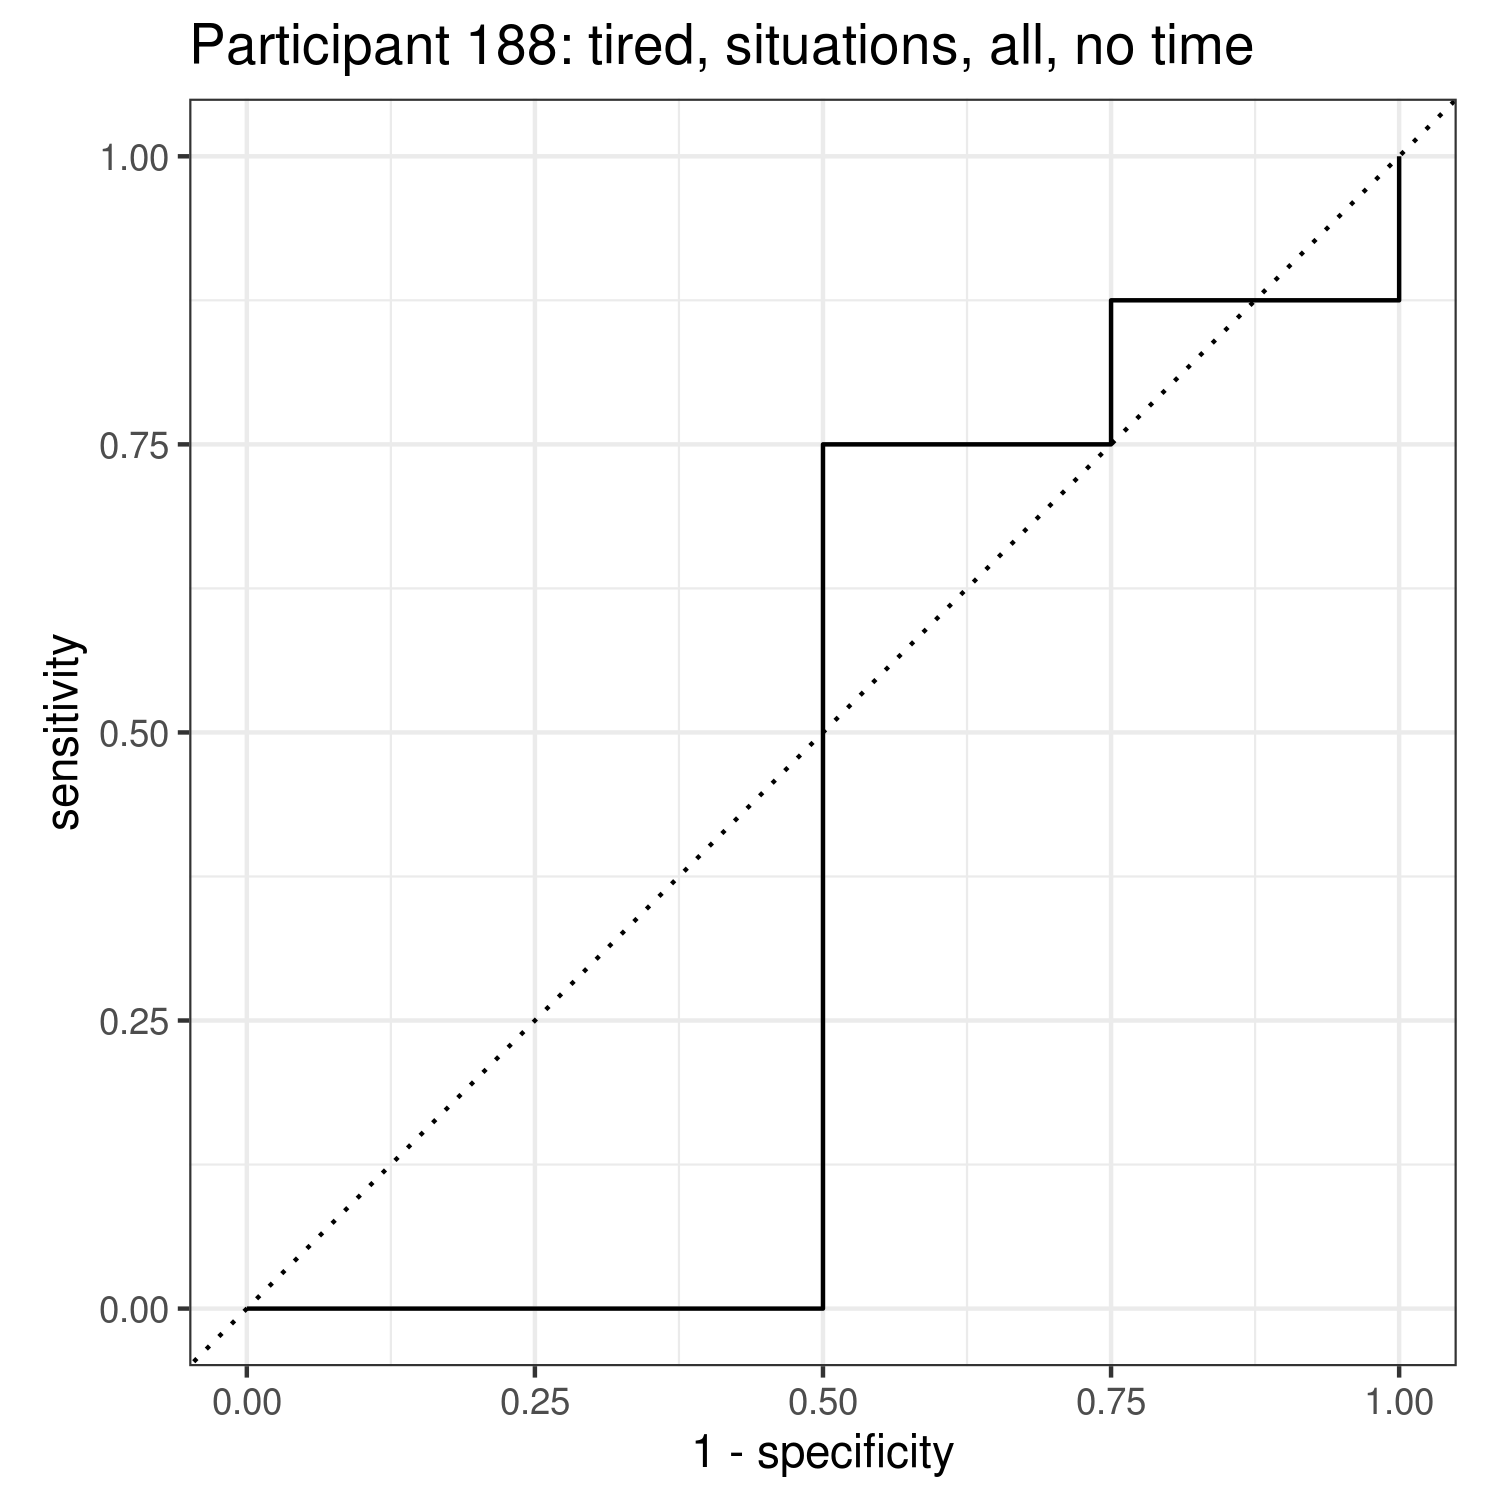 Participant 188: tired, situations, all, no time
1.00
0.75
0.50
0.25
0.00
sensitivity
0.00 0.25 0.50 0.75 1.00
1 - specificity